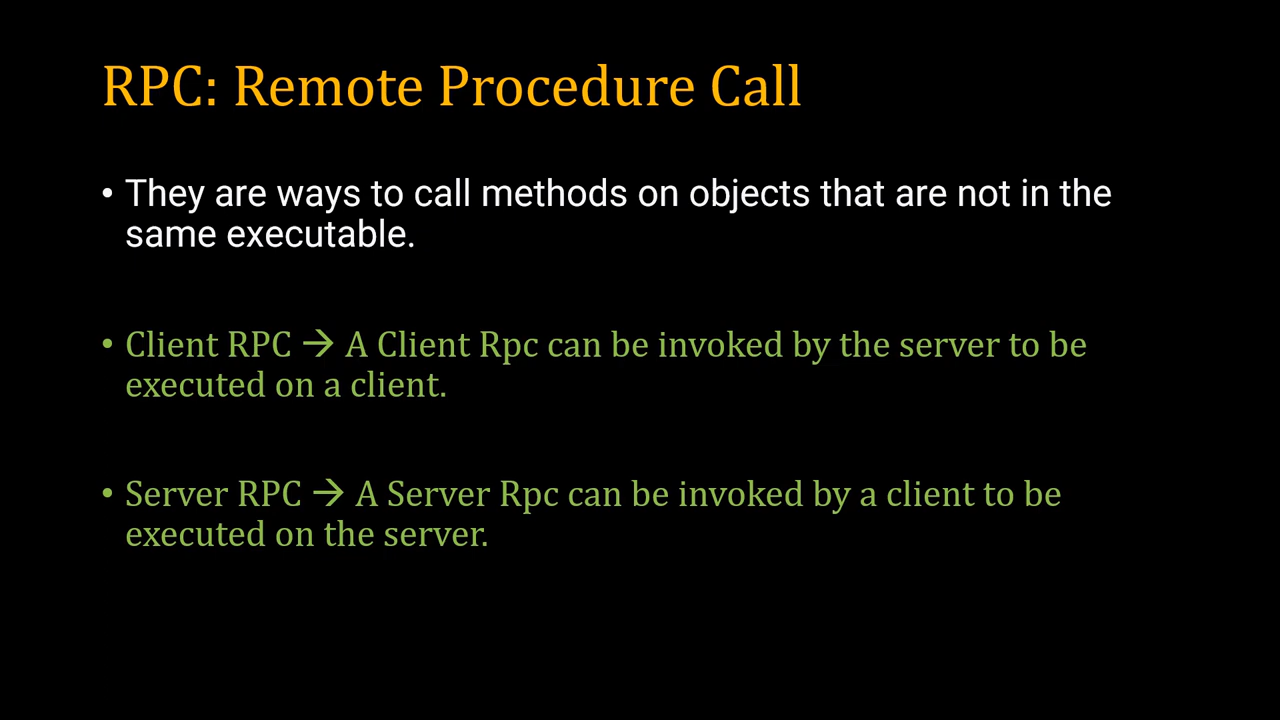 RPC: Remote Procedure Call
• They are ways to call methods on objects that are not in the
same executable.
• Client RPC → A Client Rpc can be invoked by the server to be
executed on a client.
• Server RPC → A Server Rpc can be invoked by a client to be
executed on the server.